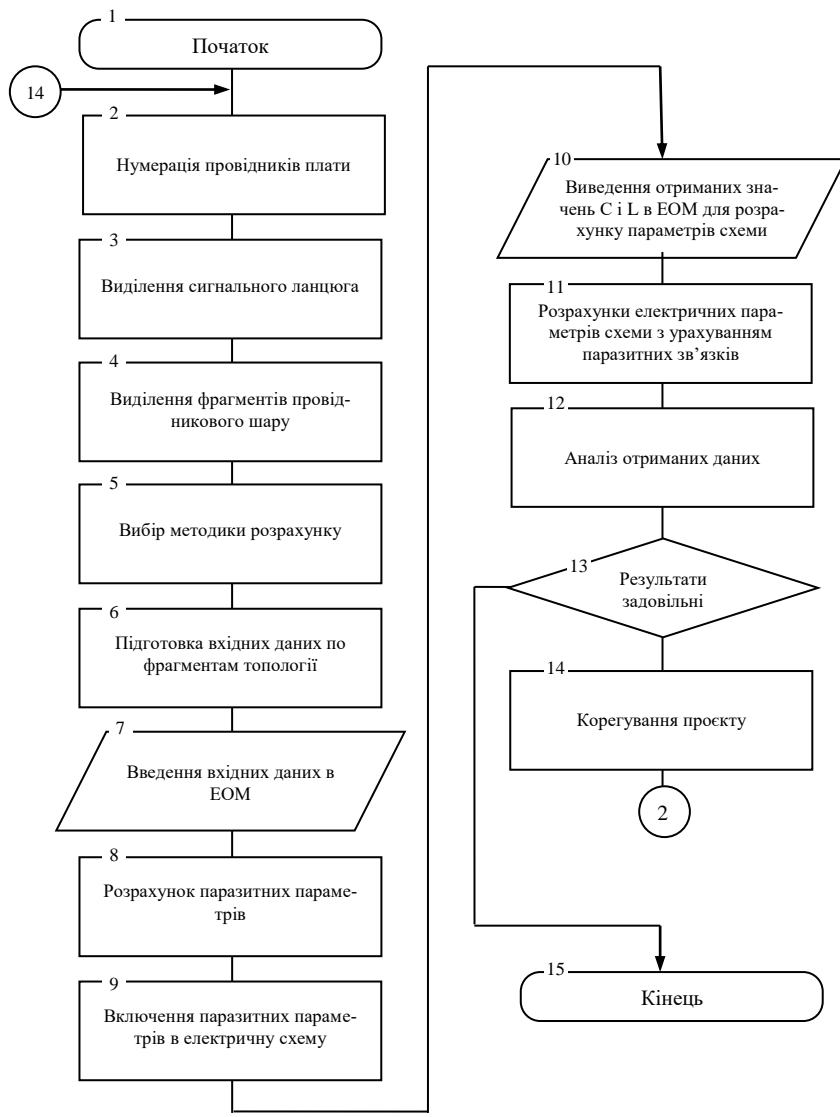 1
Початок
14
2
Нумерація провідників плати
3
Виділення сигнального ланцюга
4
Виділення фрагментів провід-
никового шару
5
Вибір методики розрахунку
6
Підготовка вхідних даних по
фрагментам топології
7
Введення вхідних даних в
ЕОМ
8
Розрахунок паразитних параме-
трів
9
Включення паразитних параме-
трів в електричну схему
10
Виведення отриманих зна-
чень C і L в ЕОМ для розра-
хунку параметрів схеми
11
Розрахунки електричних пара-
метрів схеми з урахуванням
паразитних зв’язків
12
Аналіз отриманих даних
13
Результати
задовільні
14
Корегування проєкту
2
15
Кінець